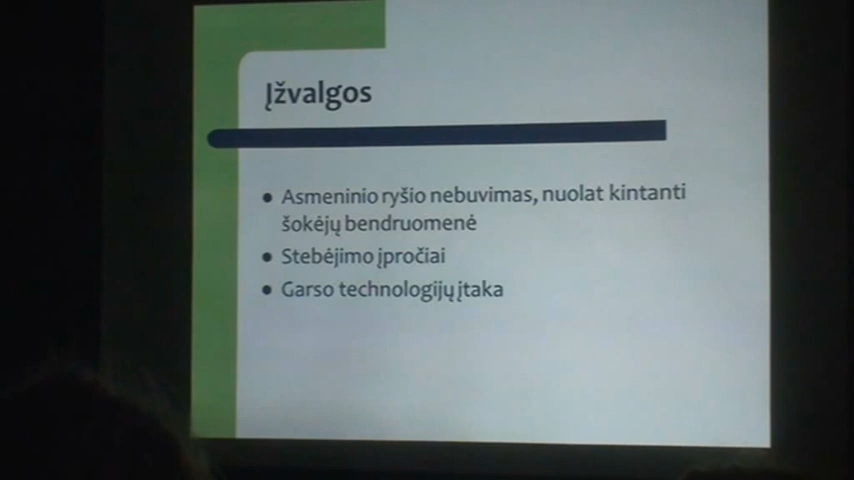 Įžvalgos
• Asmeninio ryšio nebuvimas, nuolat kintanti
šokėjų bendruomenė
• Stebėjimo įpročiai
• Garso technologijų įtaka